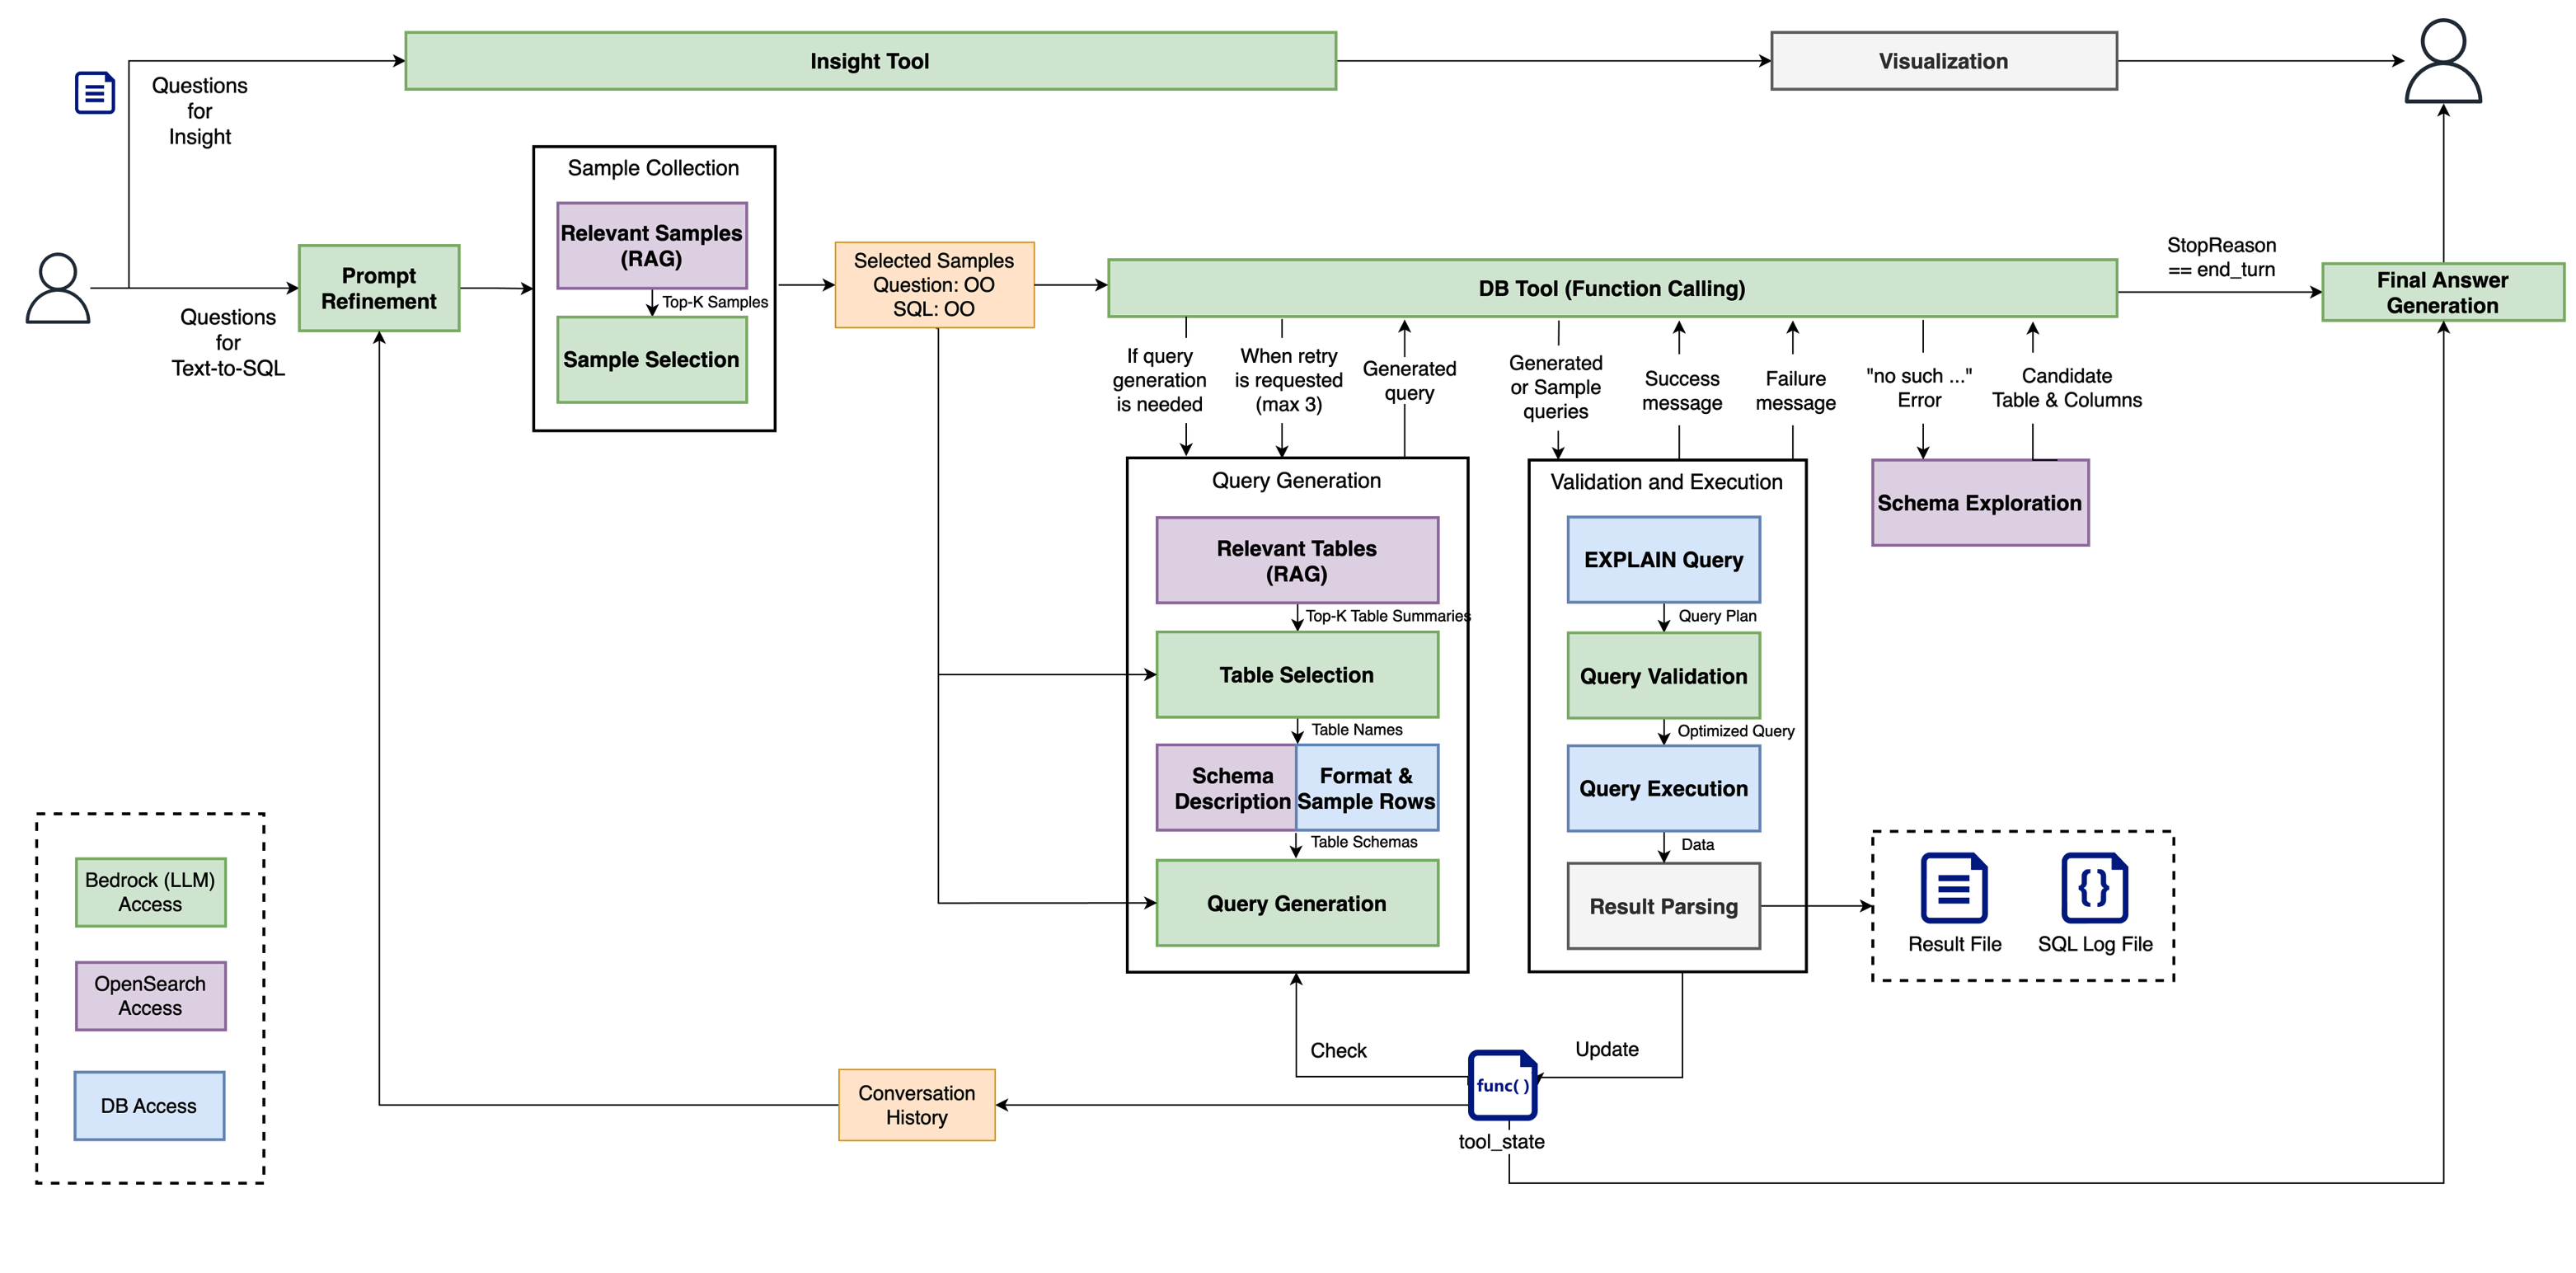 Insight Tool
Visualization
Questions
for
Insight
Sample Collection
Relevant Samples
(RAG)
Top-K Samples
Sample Selection
Prompt
Refinement
Questions
for
Text-to-SQL
Selected Samples
Question: OO
SQL: OO
DB Tool (Function Calling)
StopReason
== end_turn
Final Answer
Generation
If query
generation
is needed
When retry
is requested
(max 3)
Generated
query
Generated
or Sample
queries
Success
message
Failure
message
"no such ..."
Error
Candidate
Table & Columns
Query Generation
Relevant Tables
(RAG)
Top-K Table Summaries
Table Selection
Table Names
Schema
Description
Format &
Sample Rows
Table Schemas
Query Generation
Validation and Execution
EXPLAIN Query
Query Plan
Query Validation
Optimized Query
Query Execution
Data
Result Parsing
Schema Exploration
{}
Result File
SQL Log File
Bedrock (LLM)
Access
OpenSearch
Access
DB Access
Check
Update
func( )
tool_state
Conversation
History